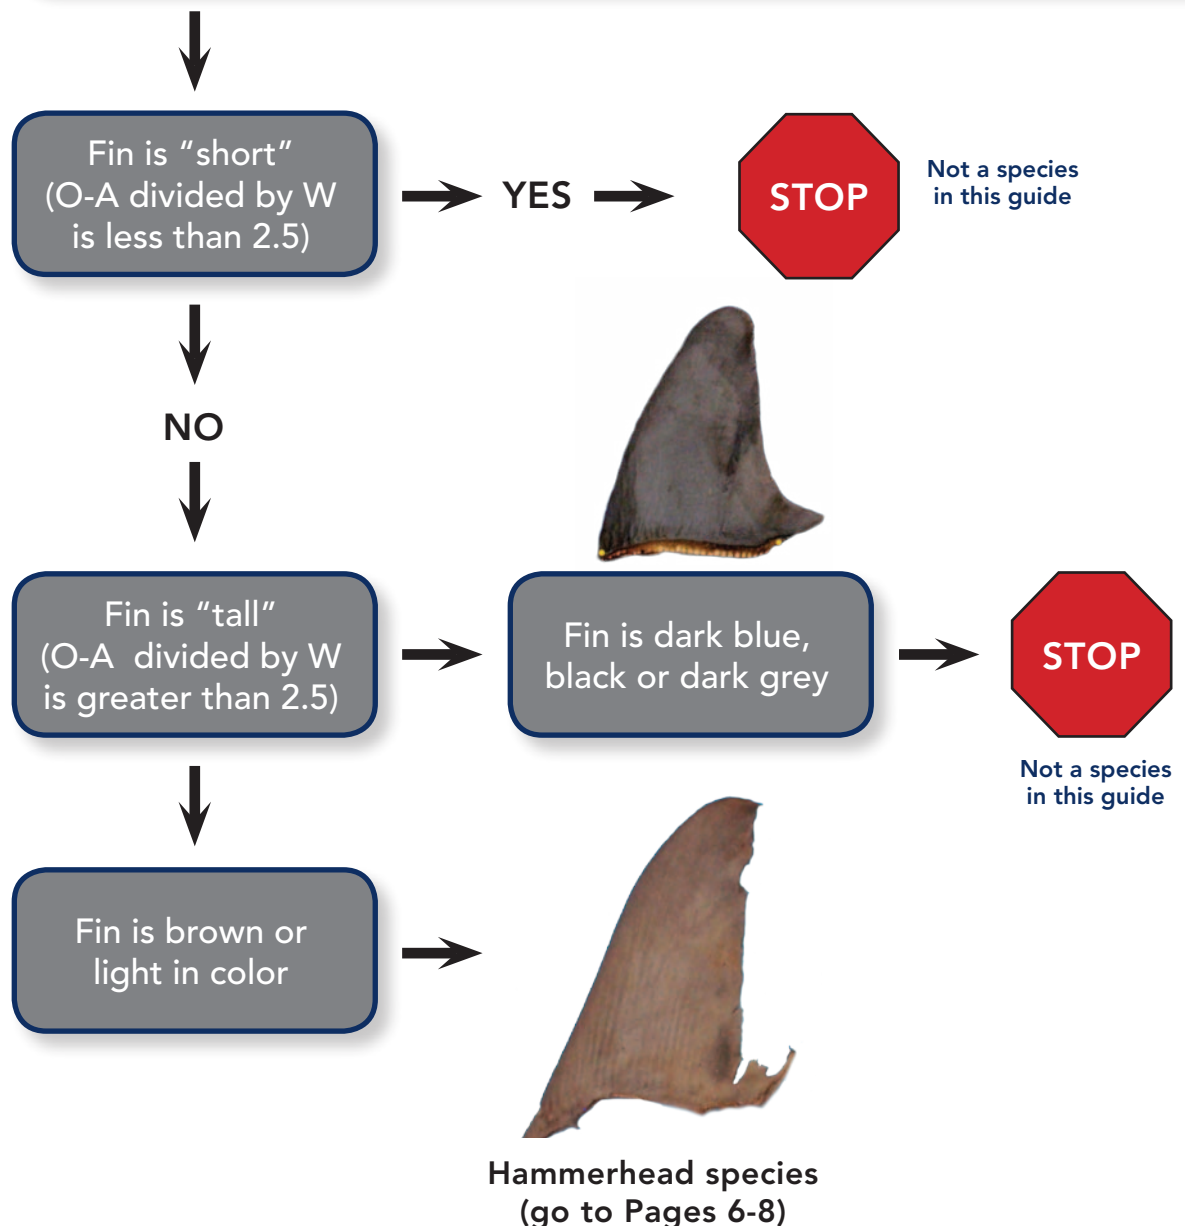 Fin is “short”
(O-A divided by W
is less than 2.5)
YES
STOP
Not a species
in this guide
NO
Fin is “tall”
(O-A divided by W
is greater than 2.5)
Fin is dark blue,
black or dark grey
STOP
Not a species
in this guide
Fin is brown or
light in color
Hammerhead species
(go to Pages 6-8)